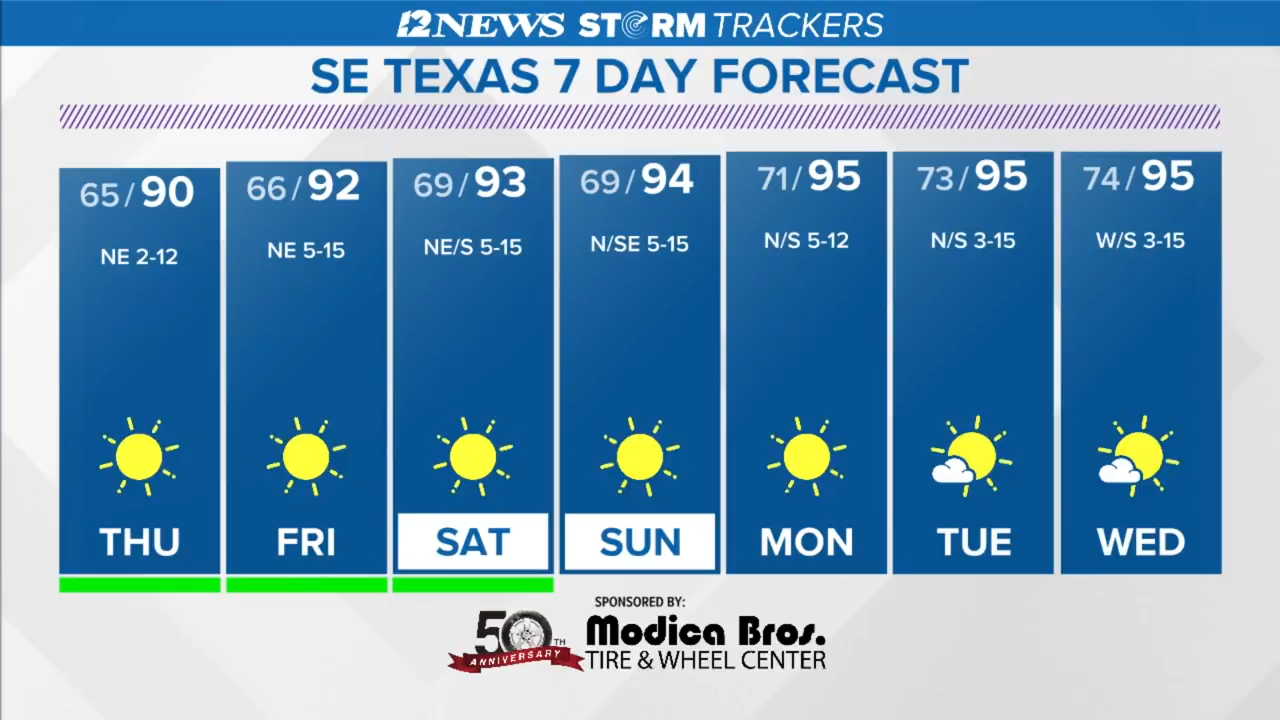 12NEWS STORM TRACKERS
SE TEXAS 7 DAY FORECAST
65/90
NE 2-12
THU
66/92
NE 5-15
FRI
69/93
NE/S 5-15
SAT
69/94
N/SE 5-15
SUN
71/95
N/S 5-12
MON
73/95
N/S 3-15
TUE
74/95
W/S 3-15
WED
SPONSORED BY:
50TH
ANNIVERSARY
Modica Bros.
TIRE & WHEEL CENTER